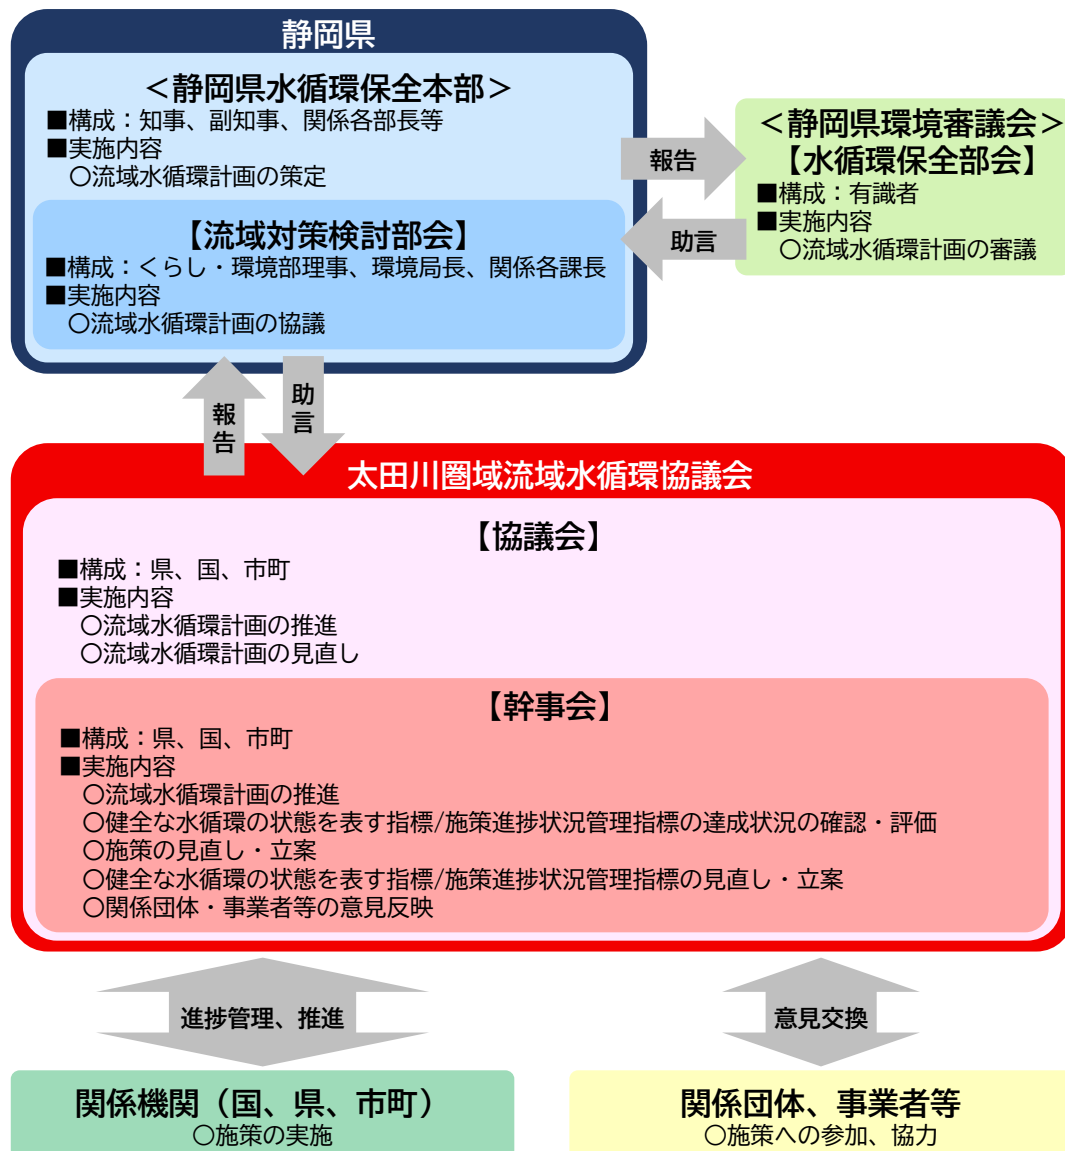 静岡県
＜静岡県水循環保全本部＞
■構成：知事、副知事、関係各部長等
■実施内容
○流域水循環計画の策定
【流域対策検討部会】
■構成：くらし・環境部理事、環境局長、関係各課長
■実施内容
○流域水循環計画の協議
報告
助言
＜静岡県環境審議会＞
【水循環保全部会】
■構成：有識者
■実施内容
○流域水循環計画の審議
報告
助言
太田川圏域流域水循環協議会
【協議会】
■構成：県、国、市町
■実施内容
○流域水循環計画の推進
○流域水循環計画の見直し
【幹事会】
■構成：県、国、市町
■実施内容
○流域水循環計画の推進
○健全な水循環の状態を表す指標/施策進捗状況管理指標の達成状況の確認・評価
○施策の見直し・立案
○健全な水循環の状態を表す指標/施策進捗状況管理指標の見直し・立案
○関係団体・事業者等の意見反映
進捗管理、推進
意見交換
関係機関（国、県、市町）
○施策の実施
関係団体、事業者等
○施策への参加、協力